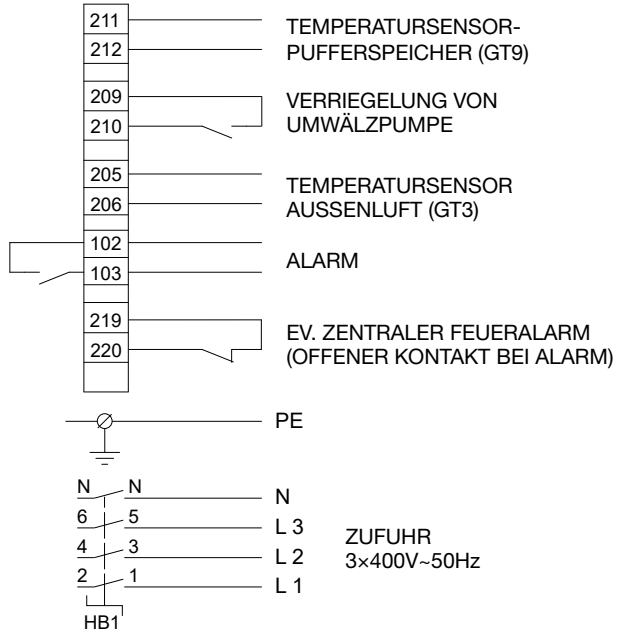 211
212
TEMPERATURSENSOR-
PUFFERSPEICHER (GT9)
209
210
VERRIEGELUNG VON
UMWÄLZPUMPE
205
206
TEMPERATURSENSOR
AUSSENLUFT (GT3)
102
103
ALARM
219
220
EV. ZENTRALER FEUERALARM
(OFFENER KONTAKT BEI ALARM)
PE
N N N
6 5 L 3
4 3 L 2
2 1 L 1
ZUFUHR
3×400V~50Hz
HB1